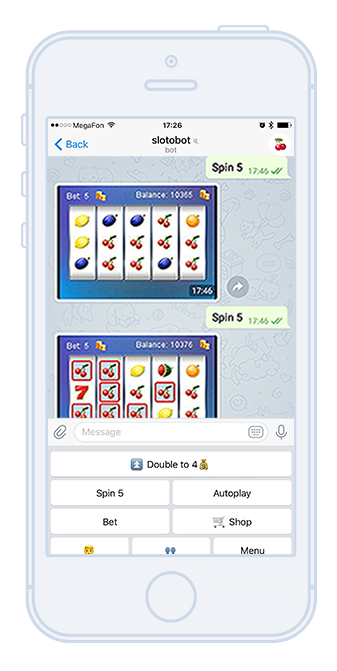 MegaFon
17:26
Back
slotobot
bot
Spin 5 17:46
Bet: 5 Balance: 10365
17:46
Spin 5 17:46
Bet: 5 Balance: 10376
7
Message
Double to 4
Spin 5 Autoplay
Bet Shop
Menu